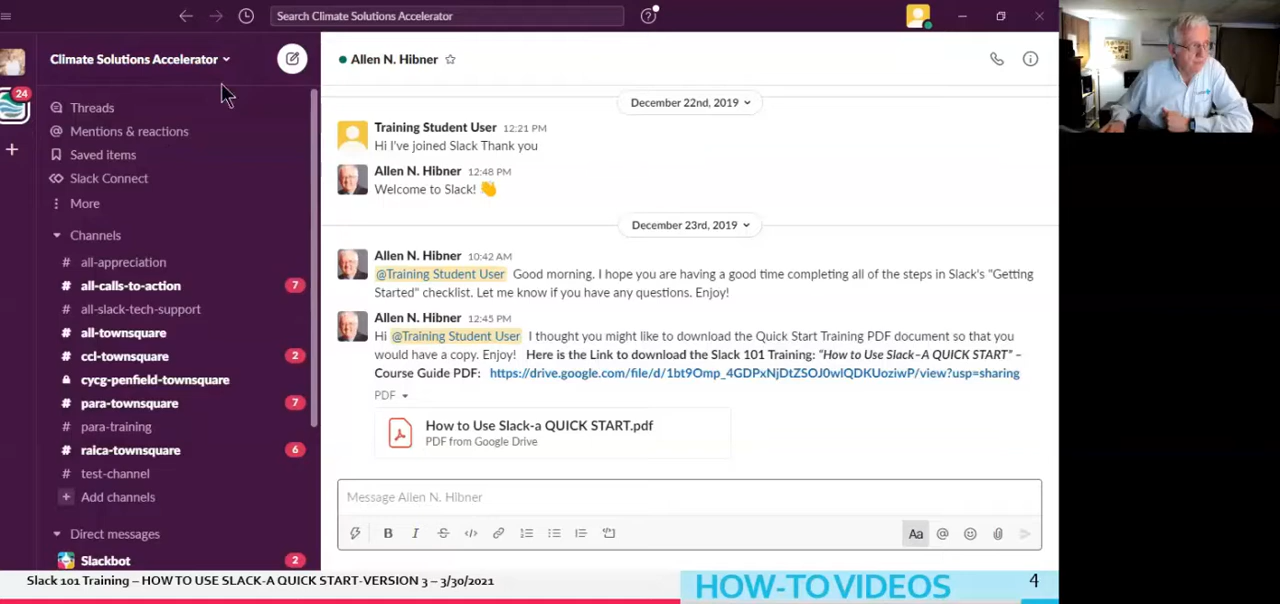 Search Climate Solutions Accelerator
Climate Solutions Accelerator
24
Threads
Mentions & reactions
Saved items
Slack Connect
More
Channels
# all-appreciation
# all-calls-to-action 7
# all-slack-tech-support
# all-townsquare
# ccl-townsquare 2
cycg-penfield-townsquare
# para-townsquare 7
# para-training
# raica-townsquare 6
# test-channel
+ Add channels
Direct messages
Slackbot 2
Allen N. Hibner
December 22nd, 2019
Training Student User 12:21 PM
Hi I've joined Slack Thank you
Allen N. Hibner 12:48 PM
Welcome to Slack! 👋
December 23rd, 2019
Allen N. Hibner 10:42 AM
@Training Student User Good morning. I hope you are having a good time completing all of the steps in Slack's "Getting
Started" checklist. Let me know if you have any questions. Enjoy!
Allen N. Hibner 12:45 PM
Hi @Training Student User I thought you might like to download the Quick Start Training PDF document so that you
would have a copy. Enjoy! Here is the Link to download the Slack 101 Training: “How to Use Slack–A QUICK START” –
Course Guide PDF: https://drive.google.com/file/d/1bt9Omp_4GDPxNjDtZSOJ0wlQDKUoziwP/view?usp=sharing
PDF
How to Use Slack-a QUICK START.pdf
PDF from Google Drive
Message Allen N. Hibner
B I S </> Aa @
Slack 101 Training – HOW TO USE SLACK-A QUICK START-VERSION 3 – 3/30/2021
HOW-TO VIDEOS
4